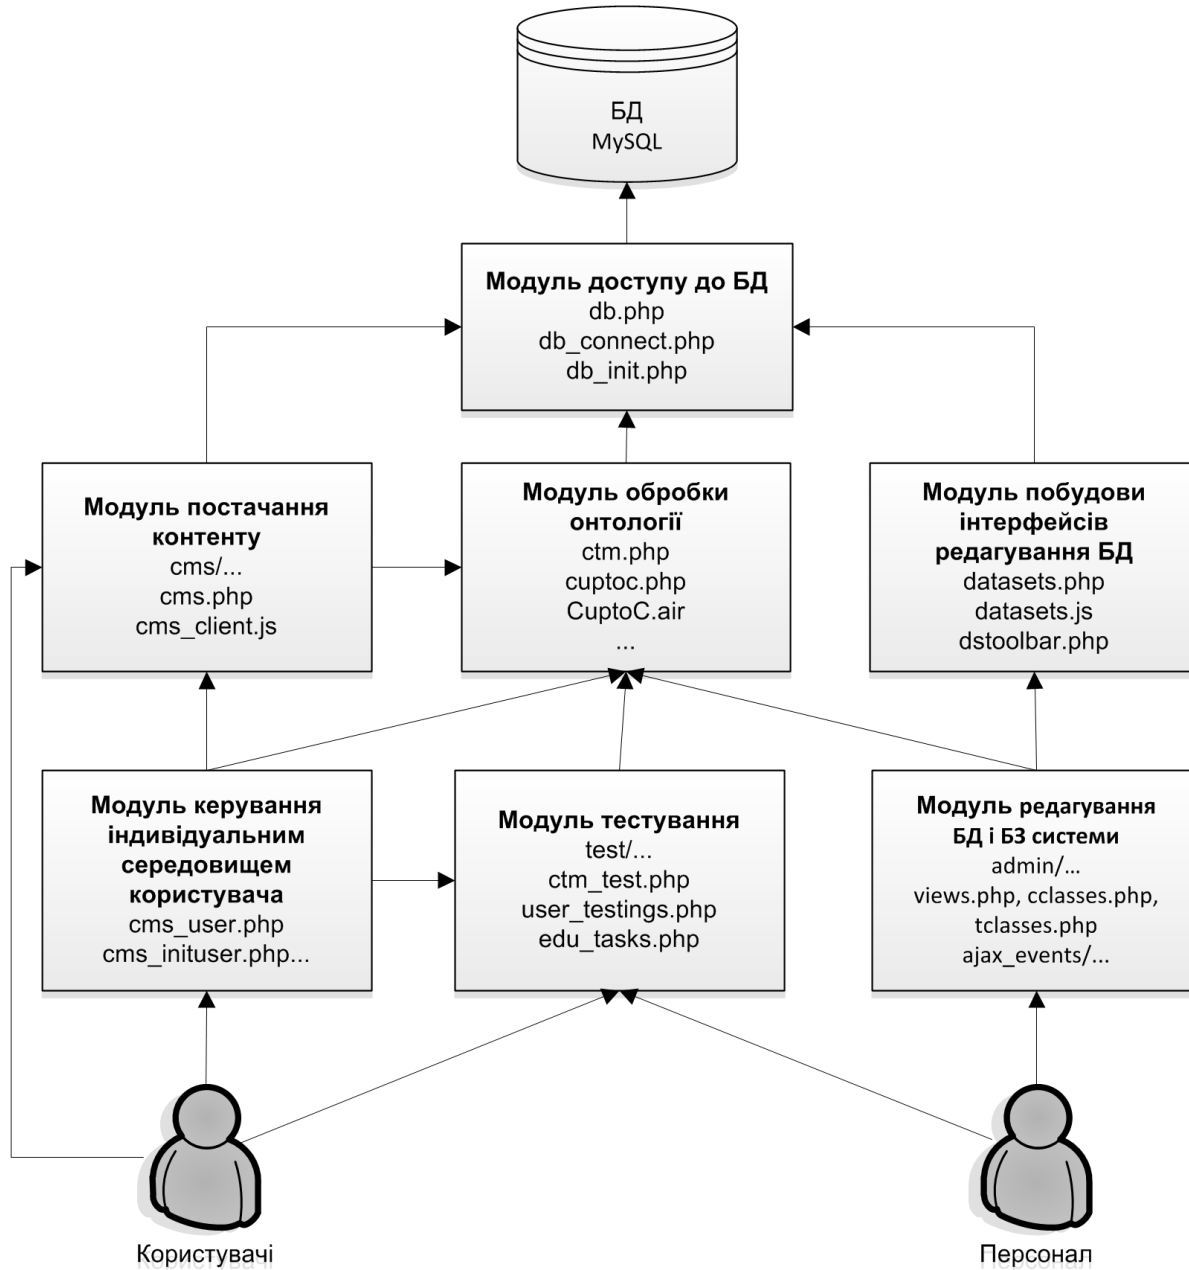 БД
MySQL
Модуль доступу до БД
db.php
db_connect.php
db_init.php
Модуль постачання
контенту
cms/...
cms.php
cms_client.js
Модуль обробки
онтології
ctm.php
cuptoc.php
CuptoC.air
...
Модуль побудови
інтерфейсів
редагування БД
datasets.php
datasets.js
dstoolbar.php
Модуль керування
індивідуальним
середовищем
користувача
cms_user.php
cms_inituser.php...
Модуль тестування
test/...
ctm_test.php
user_testings.php
edu_tasks.php
Модуль редагування
БД і БЗ системи
admin/...
views.php, cclasses.php,
tclasses.php
ajax_events/...
Користувачі
Персонал